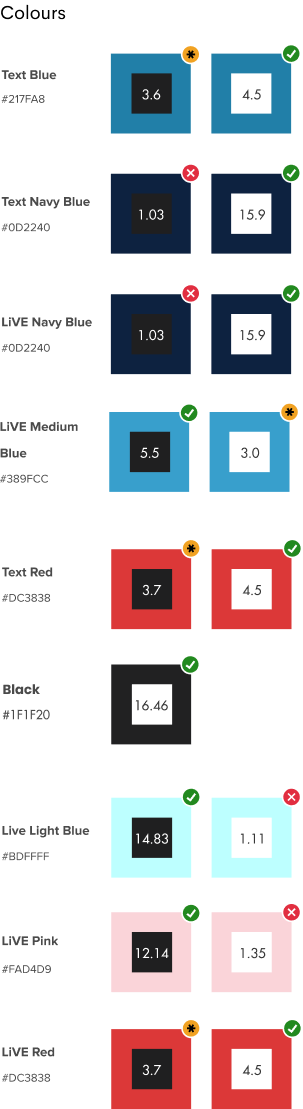 Colours
Text Blue
#217FA8
3.6
4.5
Text Navy Blue
#0D2240
1.03
15.9
LiVE Navy Blue
#0D2240
1.03
15.9
LiVE Medium
Blue
#389FCC
5.5
3.0
Text Red
#DC3838
3.7
4.5
Black
#1F1F20
16.46
Live Light Blue
#BDFFFF
14.83
1.11
LiVE Pink
#FAD4D9
12.14
1.35
LiVE Red
#DC3838
3.7
4.5